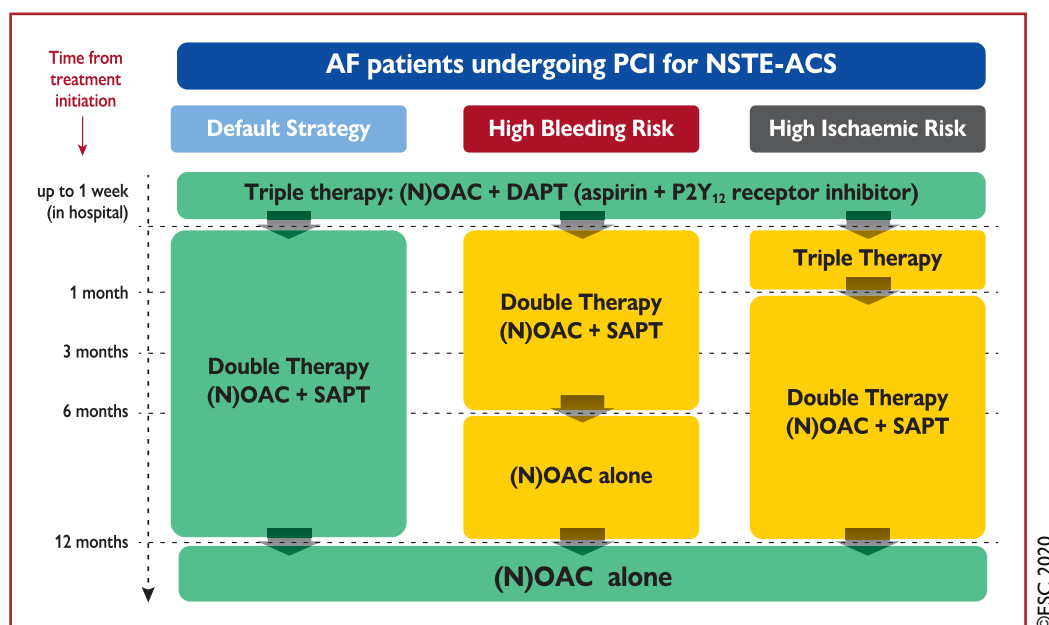 AF patients undergoing PCI for NSTE-ACS
Time from
treatment
initiation
Default Strategy
High Bleeding Risk
High Ischaemic Risk
up to 1 week
(in hospital)
Triple therapy: (N)OAC + DAPT (aspirin + P2Y₁₂ receptor inhibitor)
Triple Therapy
1 month
Double Therapy
(N)OAC + SAPT
3 months
Double Therapy
(N)OAC + SAPT
Double Therapy
(N)OAC + SAPT
6 months
(N)OAC alone
12 months
(N)OAC alone
©ESC 2020